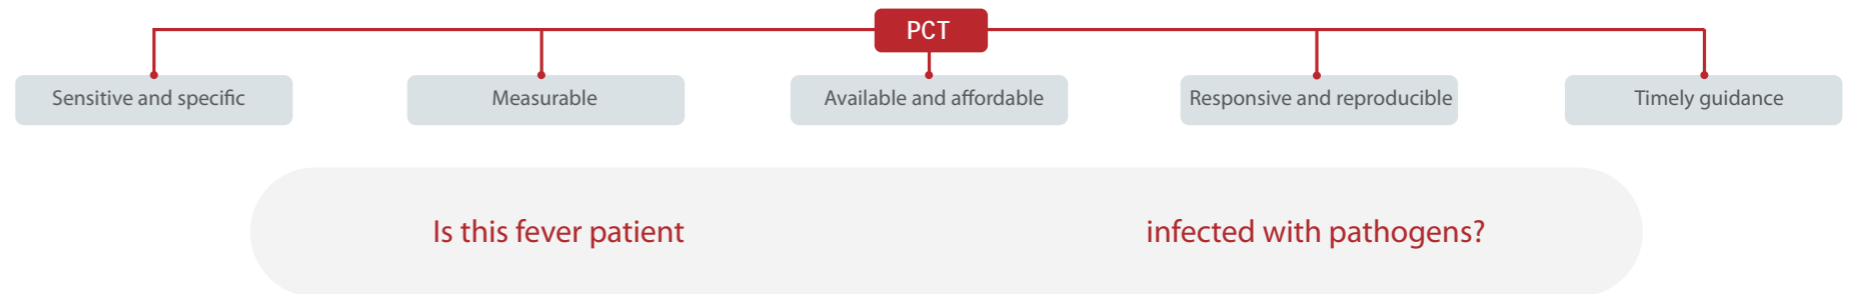 PCT
Sensitive and specific
Measurable
Available and affordable
Responsive and reproducible
Timely guidance
Is this fever patient infected with pathogens?